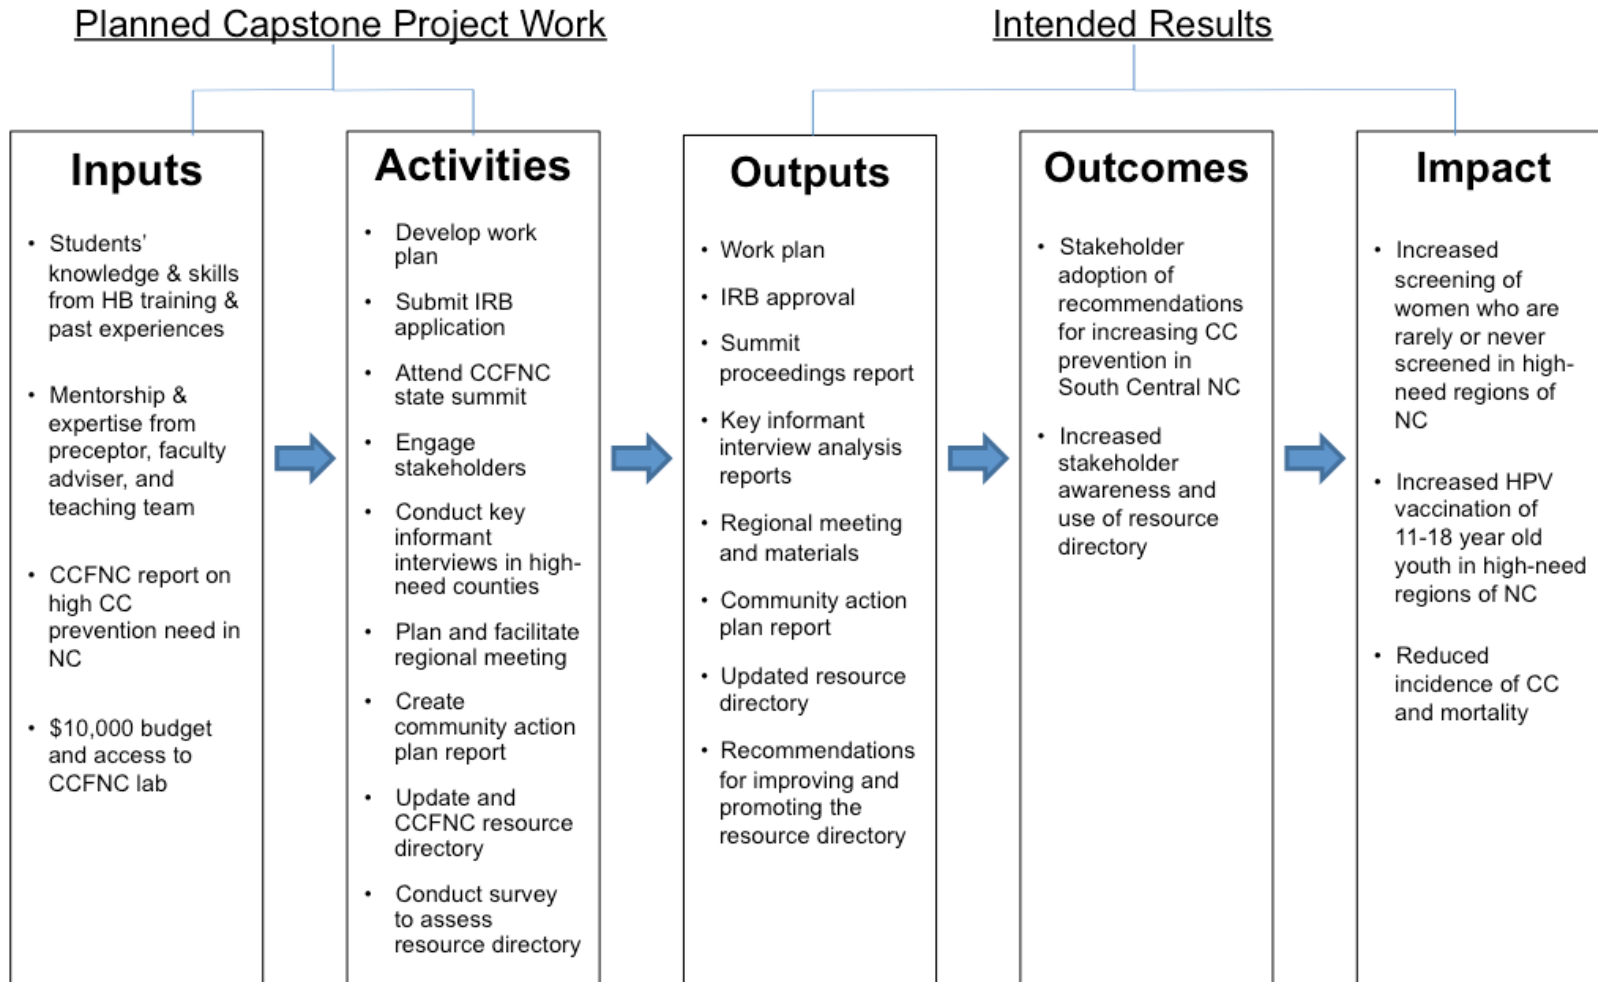 Planned Capstone Project Work
Intended Results
Inputs
• Students’
knowledge & skills
from HB training &
past experiences
• Mentorship &
expertise from
preceptor, faculty
adviser, and
teaching team
• CCFNC report on
high CC
prevention need in
NC
• $10,000 budget
and access to
CCFNC lab
Activities
• Develop work
plan
• Submit IRB
application
• Attend CCFNC
state summit
• Engage
stakeholders
• Conduct key
informant
interviews in high-
need counties
• Plan and facilitate
regional meeting
• Create
community action
plan report
• Update and
CCFNC resource
directory
• Conduct survey
to assess
resource directory
Outputs
• Work plan
• IRB approval
• Summit
proceedings report
• Key informant
interview analysis
reports
• Regional meeting
and materials
• Community action
plan report
• Updated resource
directory
• Recommendations
for improving and
promoting the
resource directory
Outcomes
• Stakeholder
adoption of
recommendations
for increasing CC
prevention in
South Central NC
• Increased
stakeholder
awareness and
use of resource
directory
Impact
• Increased
screening of
women who are
rarely or never
screened in high-
need regions of
NC
• Increased HPV
vaccination of
11-18 year old
youth in high-need
regions of NC
• Reduced
incidence of CC
and mortality